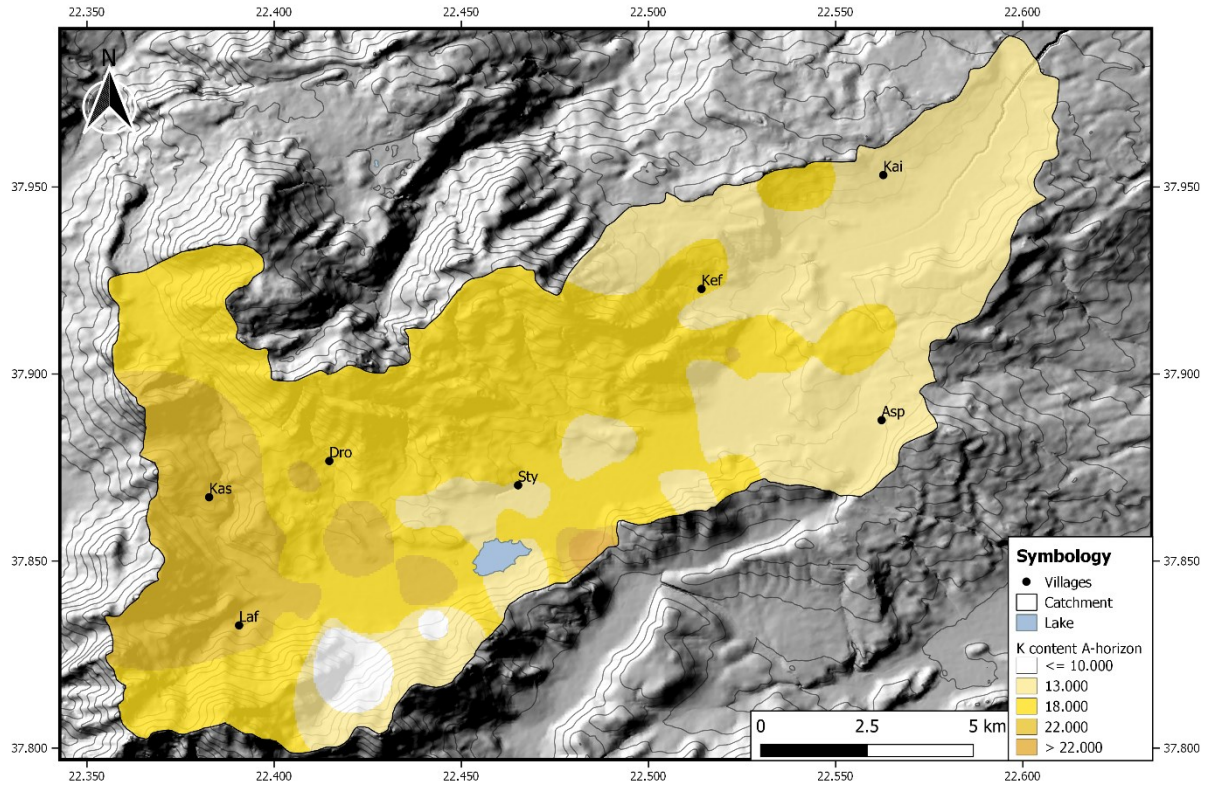 22.350 22.400 22.450 22.500 22.550 22.600
N
37.950 37.950
Kai
Kef
37.900 37.900
Asp
Dro
Sty
Kas
37.850 37.850
Laf
Symbology
Villages
Catchment
Lake
K content A-horizon
<= 10.000
13.000
18.000
22.000
> 22.000
0 2.5 5 km
37.800 37.800
22.350 22.400 22.450 22.500 22.550 22.600